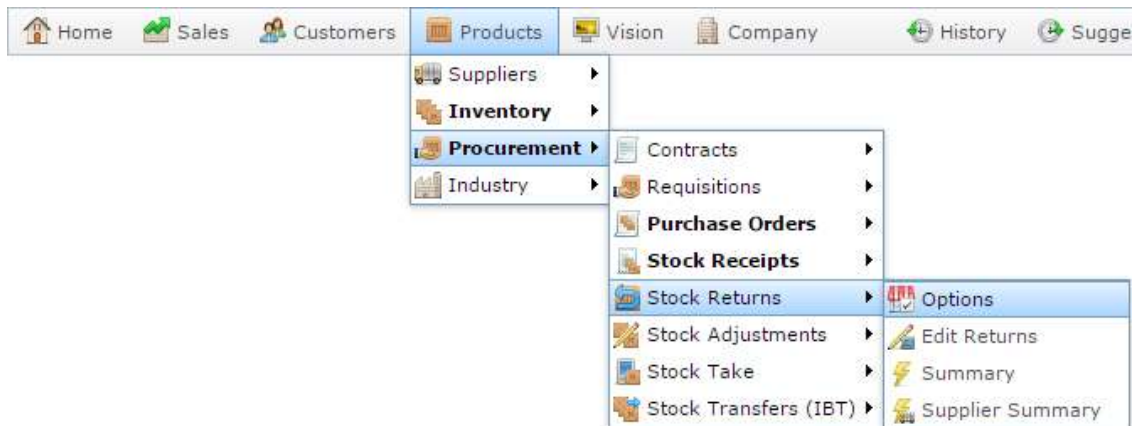 Home Sales Customers Products Vision Company History Sugge
Suppliers
Inventory
Procurement
Industry
Contracts
Requisitions
Purchase Orders
Stock Receipts
Stock Returns
Stock Adjustments
Stock Take
Stock Transfers (IBT)
Options
Edit Returns
Summary
Supplier Summary